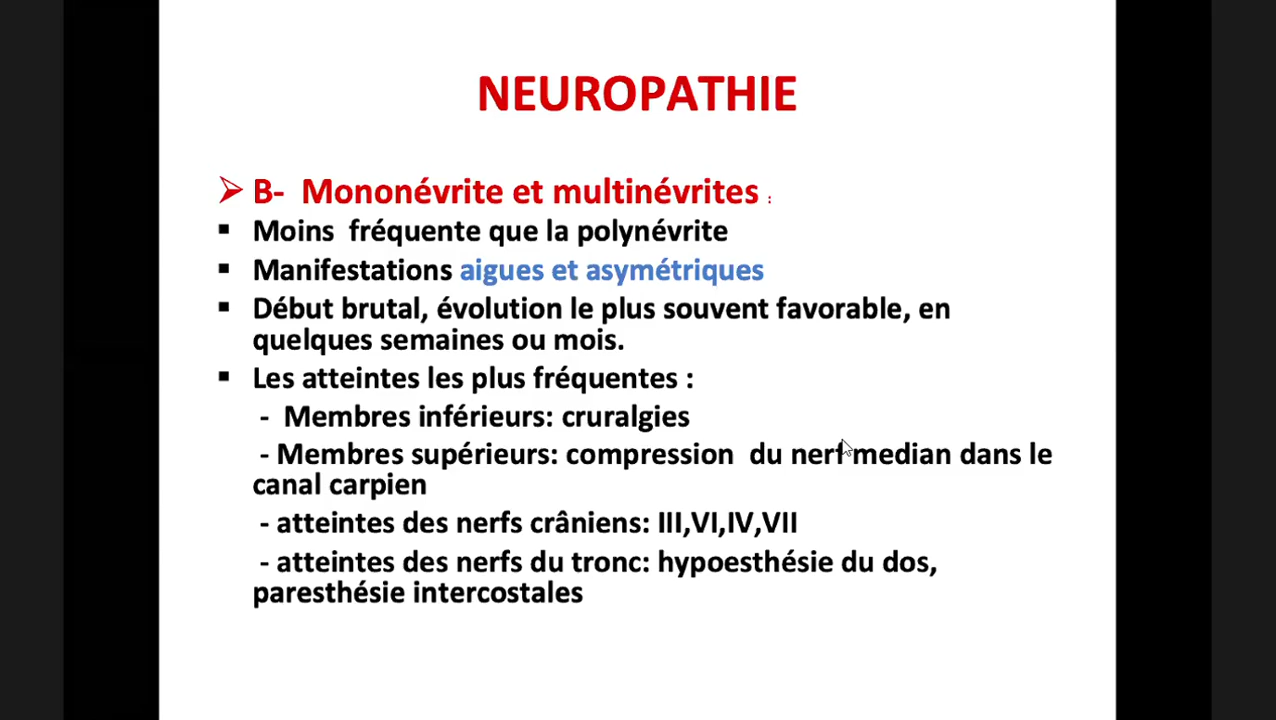 NEUROPATHIE
➢ B- Mononévrite et multinévrites :
▪ Moins fréquente que la polynévrite
▪ Manifestations aigues et asymétriques
▪ Début brutal, évolution le plus souvent favorable, en
quelques semaines ou mois.
▪ Les atteintes les plus fréquentes :
- Membres inférieurs: cruralgies
- Membres supérieurs: compression du nerf median dans le
canal carpien
- atteintes des nerfs crâniens: III,VI,IV,VII
- atteintes des nerfs du tronc: hypoesthésie du dos,
paresthésie intercostales